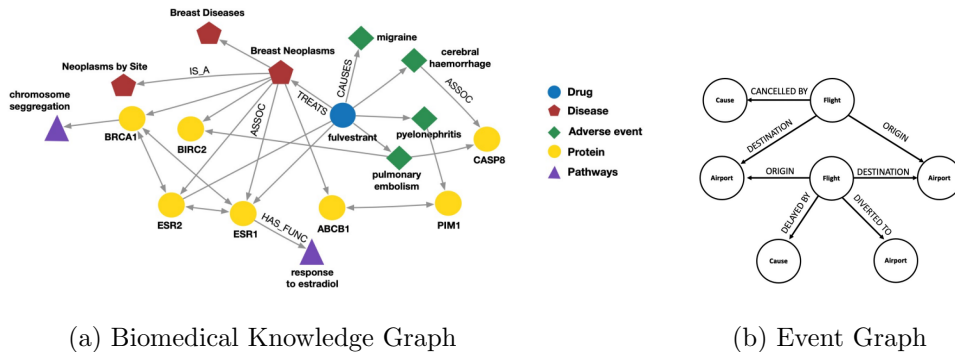 Breast Diseases
migraine
Breast Neoplasms
cerebral
haemorrhage
Neoplasms by Site
IS_A
CAUSES
ASSOC
chromosome
seggregation
TREATS
ASSOC
fulvestrant
pyelonephritis
BRCA1
BIRC2
CASP8
pulmonary
embolism
ESR2
ESR1
HAS_FUNC
ABCB1
PIM1
response
to estradiol
Drug
Disease
Adverse event
Protein
Pathways
(a) Biomedical Knowledge Graph
Cause
CANCELLED BY
Flight
DESTINATION
ORIGIN
Airport
ORIGIN
Flight
DESTINATION
Airport
DELAYED BY
DIVERTED TO
Cause
Airport
(b) Event Graph